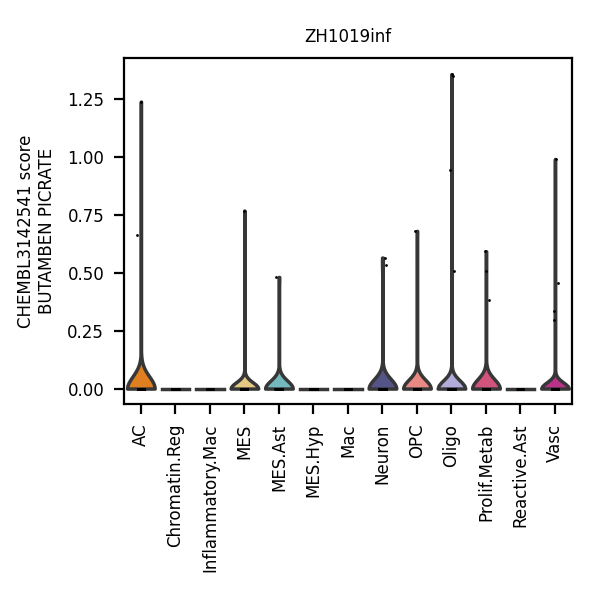 ZH1019inf
CHEMBL3142541 score
BUTAMBEN PICRATE
1.25
1.00
0.75
0.50
0.25
0.00
AC
Chromatin.Reg
Inflammatory.Mac
MES
MES.Ast
MES.Hyp
Mac
Neuron
OPC
Oligo
Prolif.Metab
Reactive.Ast
Vasc